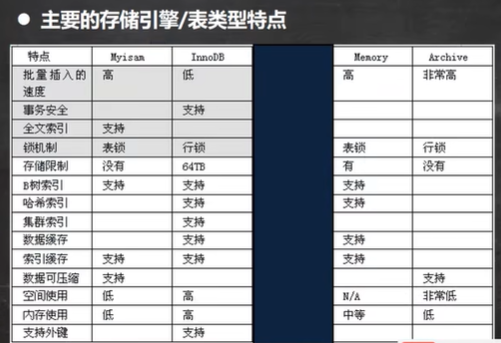 主要的存储引擎/表类型特点
特点 Myisam InnoDB Memory Archive
批量插入的速度 高 低 高 非常高
事务安全 支持
全文索引 支持
锁机制 表锁 行锁 表锁 行锁
存储限制 没有 64TB 有 没有
B树索引 支持 支持 支持
哈希索引 支持 支持
集群索引 支持
数据缓存 支持 支持
索引缓存 支持 支持 支持
数据可压缩 支持 支持
空间使用 低 高 N/A 非常低
内存使用 低 高 中等 低
支持外键 支持